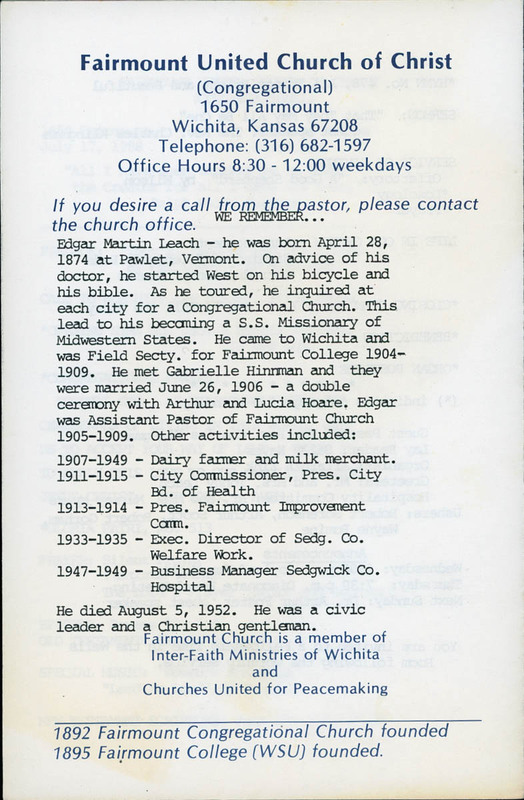 Fairmount United Church of Christ
(Congregational)
1650 Fairmount
Wichita, Kansas 67208
Telephone: (316) 682-1597
Office Hours 8:30 - 12:00 weekdays
If you desire a call from the pastor, please contact
the church office.
WE REMEMBER...
Edgar Martin Leach - he was born April 28,
1874 at Pawlet, Vermont. On advice of his
doctor, he started West on his bicycle and
his bible. As he toured, he inquired at
each city for a Congregational Church. This
lead to his becoming a S.S. Missionary of
Midwestern States. He came to Wichita and
was Field Secty. for Fairmount College 1904-
1909. He met Gabrielle Hinrman and they
were married June 26, 1906 - a double
ceremony with Arthur and Lucia Hoare. Edgar
was Assistant Pastor of Fairmount Church
1905-1909. Other activities included:
1907-1949 - Dairy farmer and milk merchant.
1911-1915 - City Commissioner, Pres. City
Bd. of Health
1913-1914 - Pres. Fairmount Improvement
Comm.
1933-1935 - Exec. Director of Sedg. Co.
Welfare Work.
1947-1949 - Business Manager Sedgwick Co.
Hospital
He died August 5, 1952. He was a civic
leader and a Christian gentleman.
Fairmount Church is a member of
Inter-Faith Ministries of Wichita
and
Churches United for Peacemaking
1892 Fairmount Congregational Church founded
1895 Fairmount College (WSU) founded.